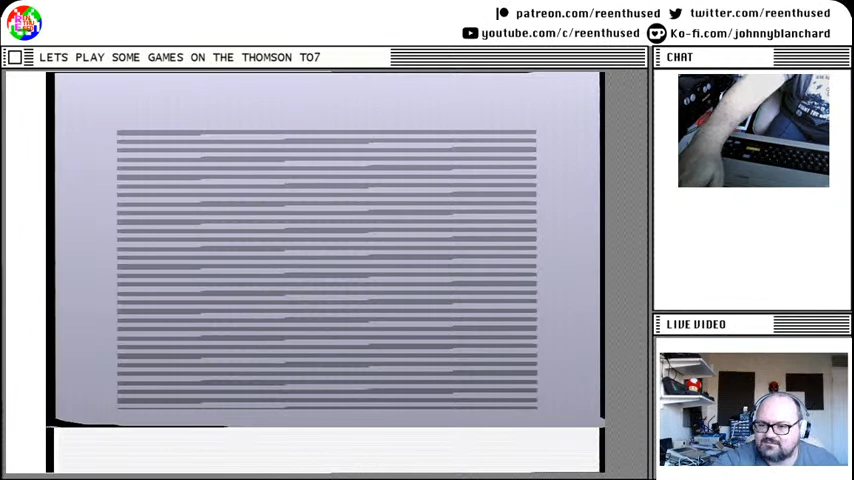 patreon.com/reenthused
twitter.com/reenthused
youtube.com/c/reenthused
Ko-fi.com/johnnyblanchard
LETS PLAY SOME GAMES ON THE THOMSON TO7
CHAT
LIVE VIDEO